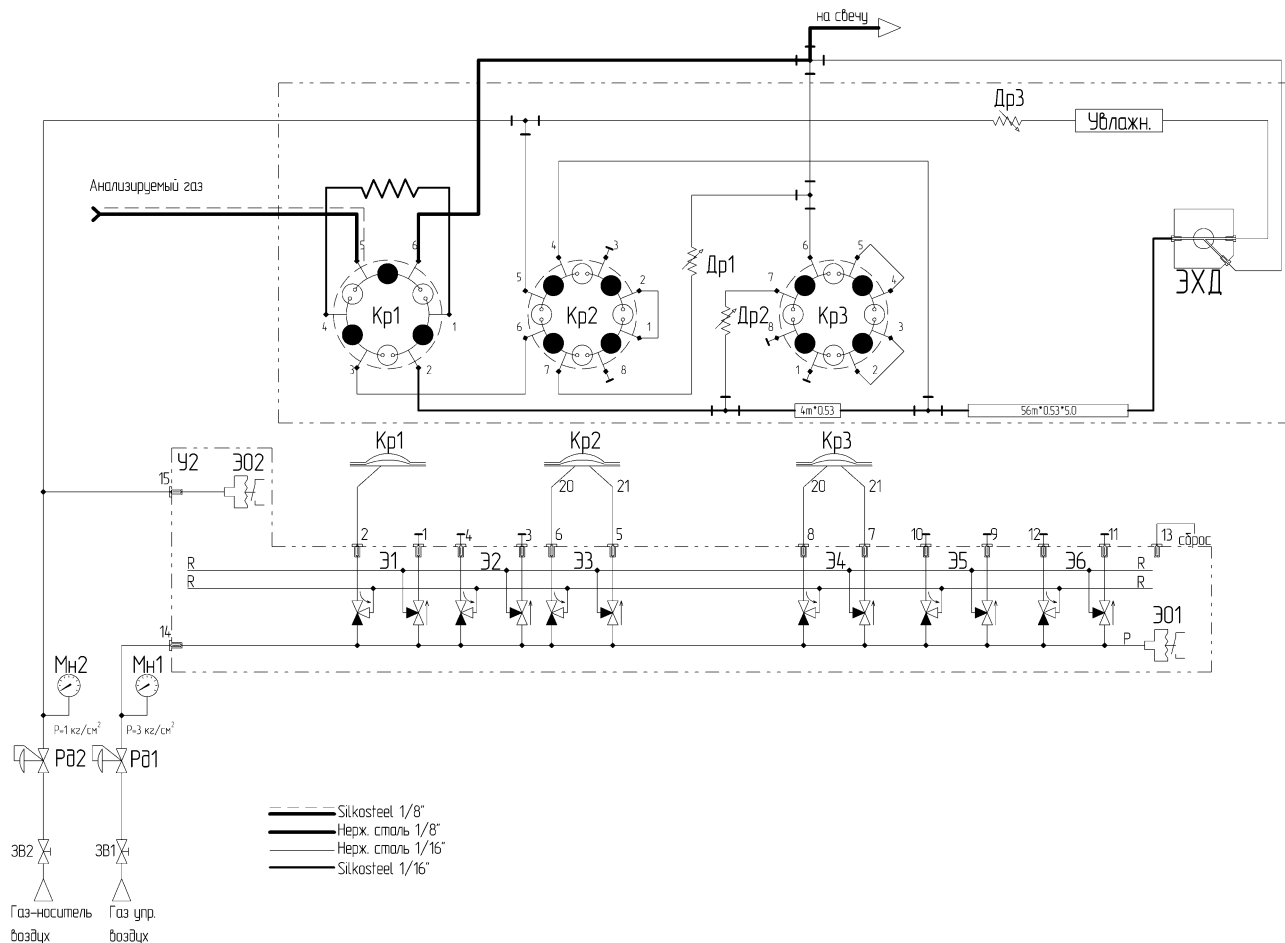 на свечу
Др3
Увлажн.
Анализируемый газ
5
6
4
1
3
2
Кр1
4
3
5
2
Кр2
6
1
7
8
Др1
6
5
7
4
Др2
Кр3
8
3
1
2
ЭХД
4m*0.53
56m*0.53*5.0
Кр1
Кр2
Кр3
У2
ЭО2
15
20
21
20
21
2
1
4
3
6
5
8
7
10
9
12
11
13
сброс
Э1
Э2
Э3
Э4
Э5
Э6
R
R
R
R
14
P
ЭО1
Мн2
Мн1
P=1 кг/см²
P=3 кг/см²
Рд2
Рд1
ЗВ2
ЗВ1
Газ-носитель
воздух
Газ упр.
воздух
Silkosteel 1/8"
Нерж. сталь 1/8"
Нерж. сталь 1/16"
Silkosteel 1/16"